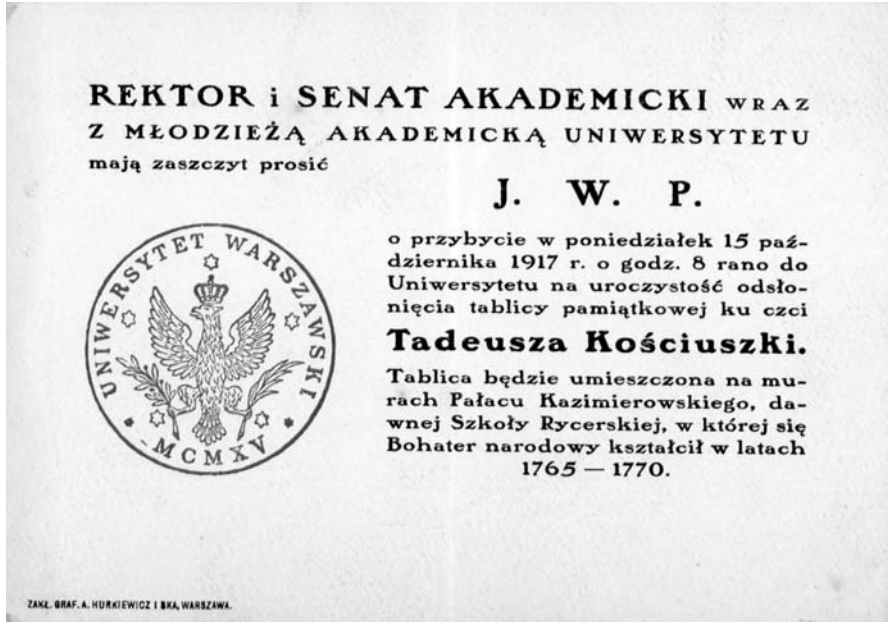 REKTOR i SENAT AKADEMICKI WRAZ
Z MŁODZIEŻĄ AKADEMICKĄ UNIWERSYTETU
mają zaszczyt prosić
J. W. P.
o przybycie w poniedziałek 15 paź-
dziernika 1917 r. o godz. 8 rano do
Uniwersytetu na uroczystość odsło-
nięcia tablicy pamiątkowej ku czci
Tadeusza Kościuszki.
Tablica będzie umieszczona na mu-
rach Pałacu Kazimierowskiego, da-
wnej Szkoły Rycerskiej, w której się
Bohater narodowy kształcił w latach
1765 — 1770.
UNIWERSYTET WARSZAWSKI
MCMXV
ZAKŁ. GRAF. A. HURKIEWICZ I SKA, WARSZAWA.